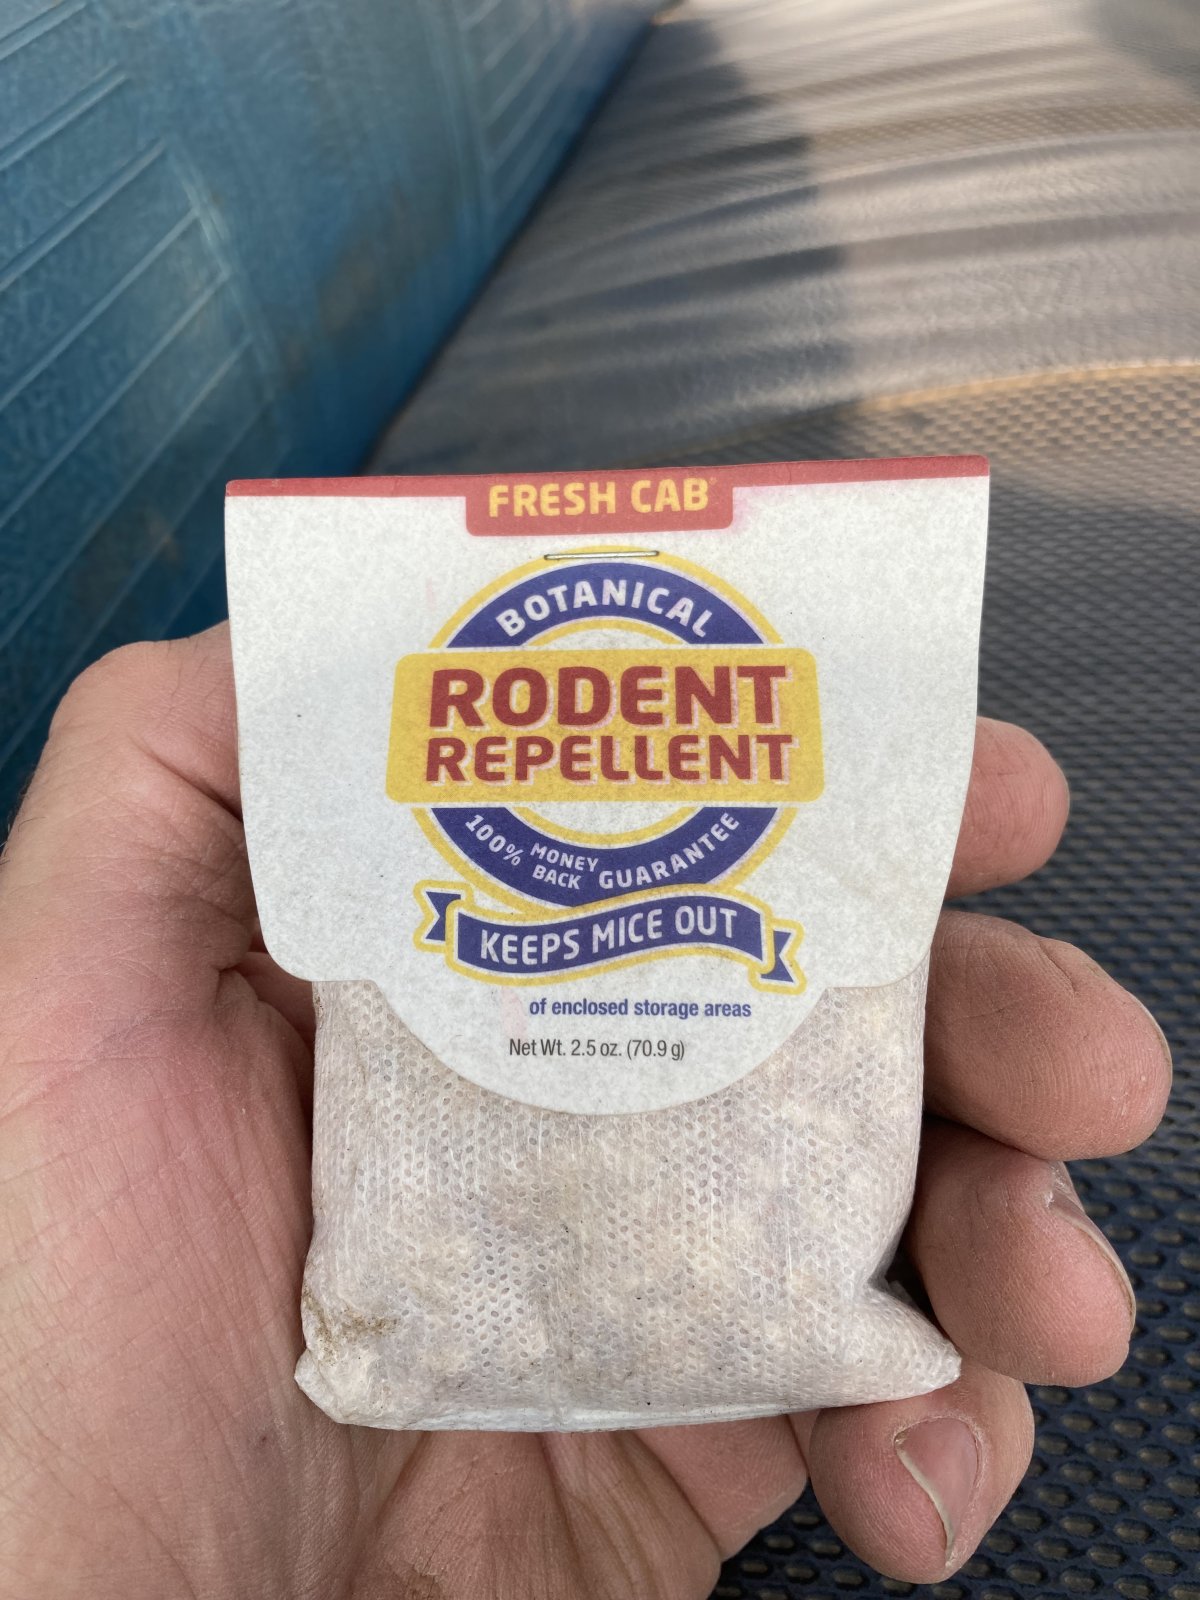 FRESH CAB®
BOTANICAL
RODENT
REPELLENT
100% MONEY BACK GUARANTEE
KEEPS MICE OUT
of enclosed storage areas
Net Wt. 2.5 oz. (70.9 g)